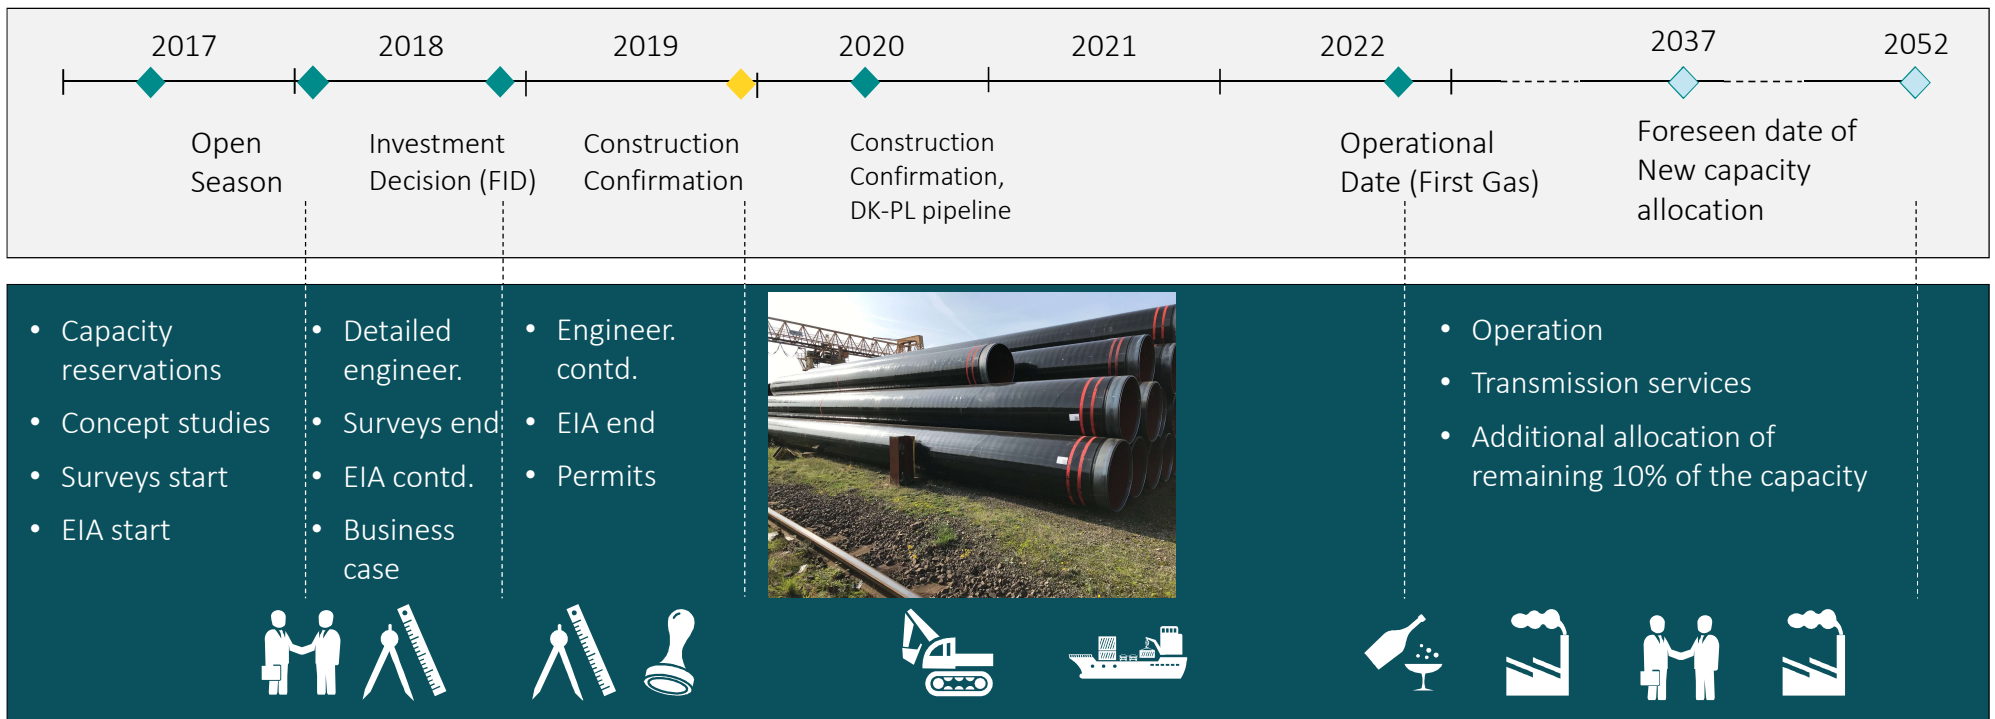 2017
2018
2019
2020
2021
2022
2037
2052
Open
Season
Investment
Decision (FID)
Construction
Confirmation
Construction
Confirmation,
DK-PL pipeline
Operational
Date (First Gas)
Foreseen date of
New capacity
allocation
• Capacity
reservations
• Concept studies
• Surveys start
• EIA start
• Detailed
engineer.
• Surveys end
• EIA contd.
• Business
case
• Engineer.
contd.
• EIA end
• Permits
• Operation
• Transmission services
• Additional allocation of
remaining 10% of the capacity